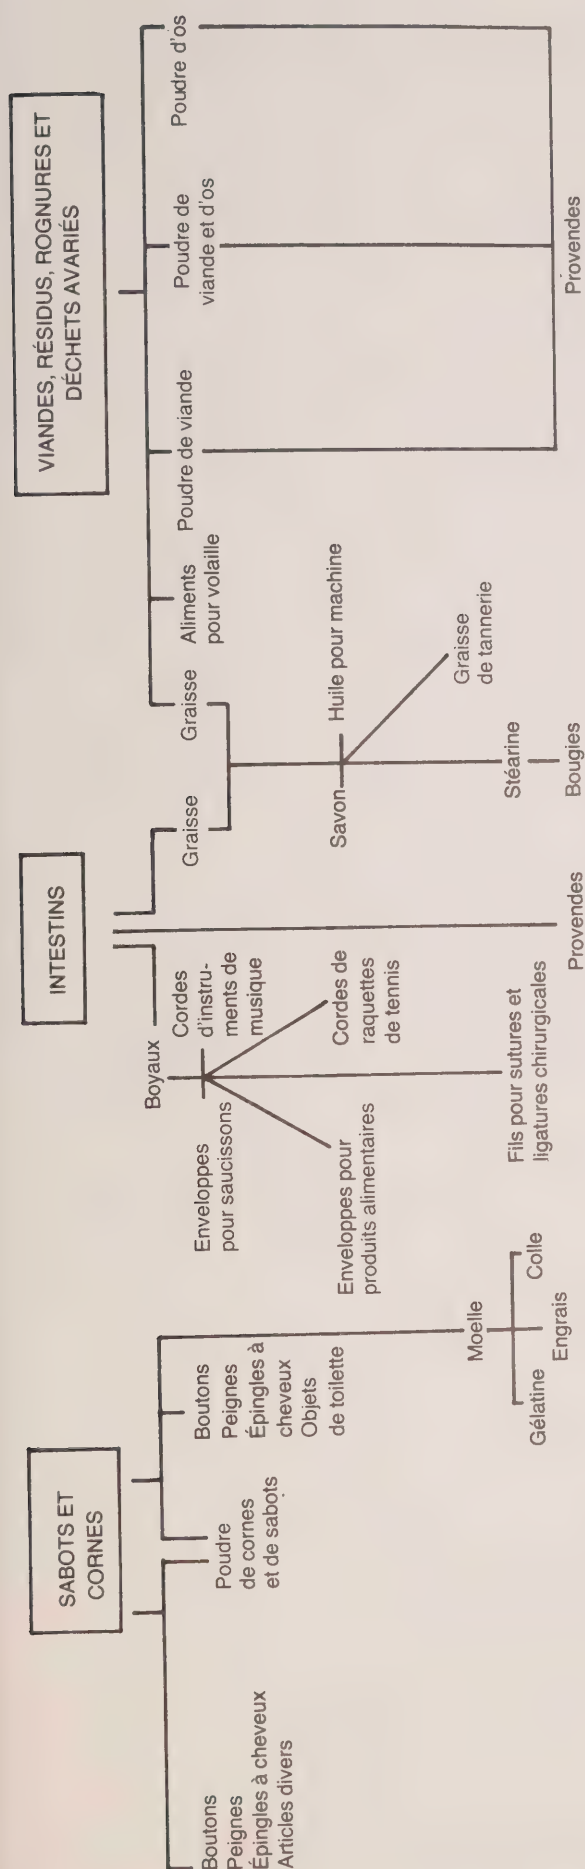 SABOTS ET
CORNES
Boutons
Peignes
Épingles à cheveux
Articles divers
Poudre
de cornes
et de sabots
Boutons
Peignes
Épingles à
cheveux
Objets
de toilette
Moelle
Gélatine
Engrais
Colle
INTESTINS
Boyaux
Enveloppes
pour saucissons
Cordes
d'instru-
ments de
musique
Enveloppes pour
produits alimentaires
Cordes de
raquettes
de tennis
Fils pour sutures et
ligatures chirurgicales
Provendes
Graisse
VIANDES, RÉSIDUS, ROGNURES ET
DÉCHETS AVARIÉS
Graisse
Aliments
pour volaille
Poudre de viande
Poudre de
viande et d'os
Poudre d'os
Savon
Huile pour machine
Graisse
de tannerie
Stéarine
Bougies
Provendes